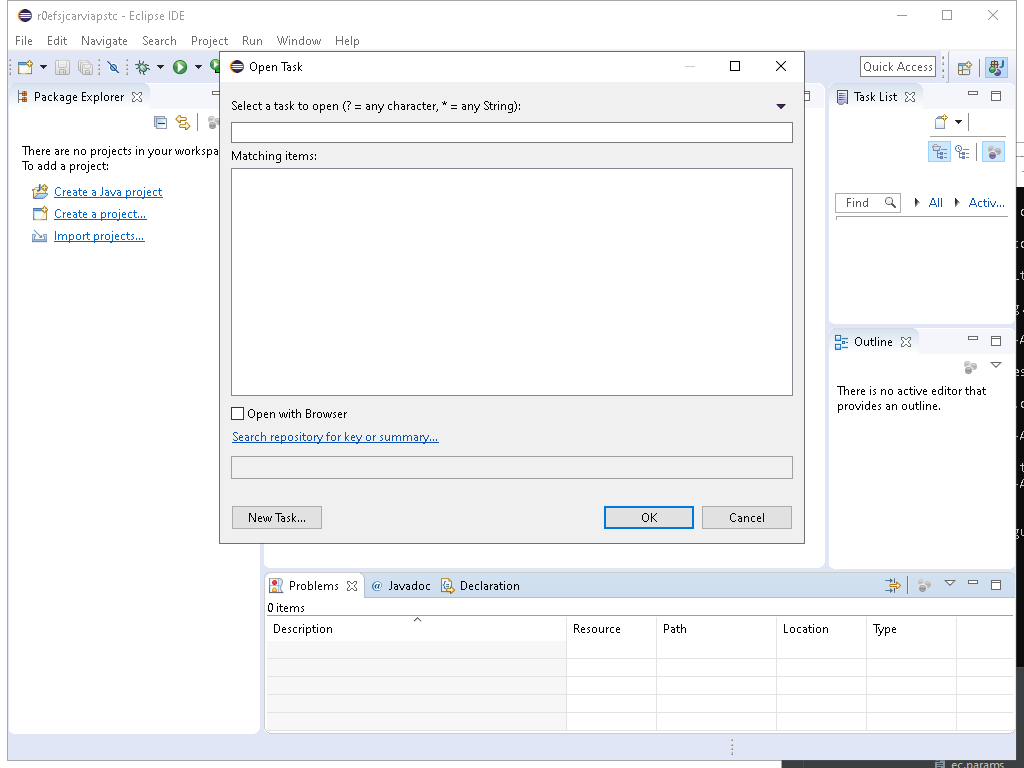 r0efsjcarviapstc - Eclipse IDE
File Edit Navigate Search Project Run Window Help
Quick Access
Open Task
Package Explorer
Task List
Select a task to open (? = any character, * = any String):
Matching items:
There are no projects in your workspa
To add a project:
Create a Java project
Create a project...
Import projects...
Find
All
Activ...
Outline
There is no active editor that
provides an outline.
Open with Browser
Search repository for key or summary...
New Task...
OK
Cancel
Problems
@ Javadoc
Declaration
0 items
Description
Resource
Path
Location
Type
ec.params